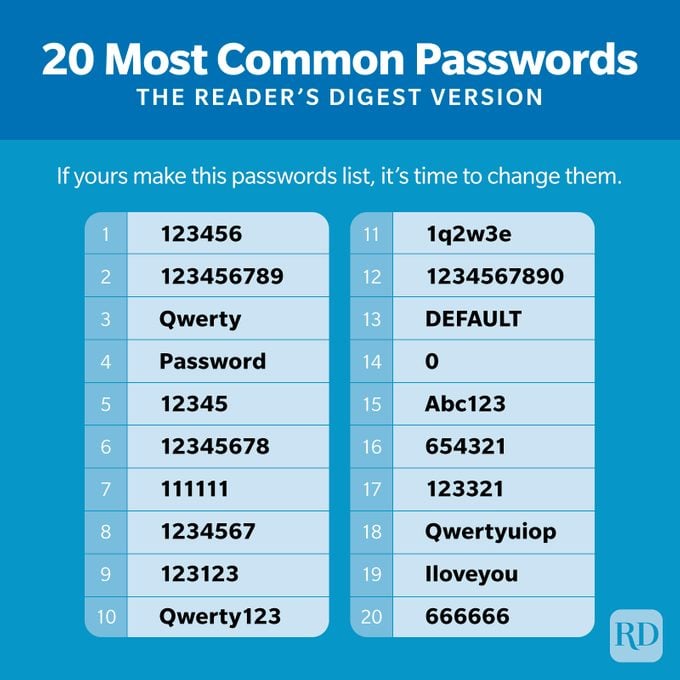 20 Most Common Passwords
THE READER'S DIGEST VERSION
If yours make this passwords list, it's time to change them.
1 123456
2 123456789
3 Qwerty
4 Password
5 12345
6 12345678
7 111111
8 1234567
9 123123
10 Qwerty123
11 1q2w3e
12 1234567890
13 DEFAULT
14 0
15 Abc123
16 654321
17 123321
18 Qwertyuiop
19 Iloveyou
20 666666
RD